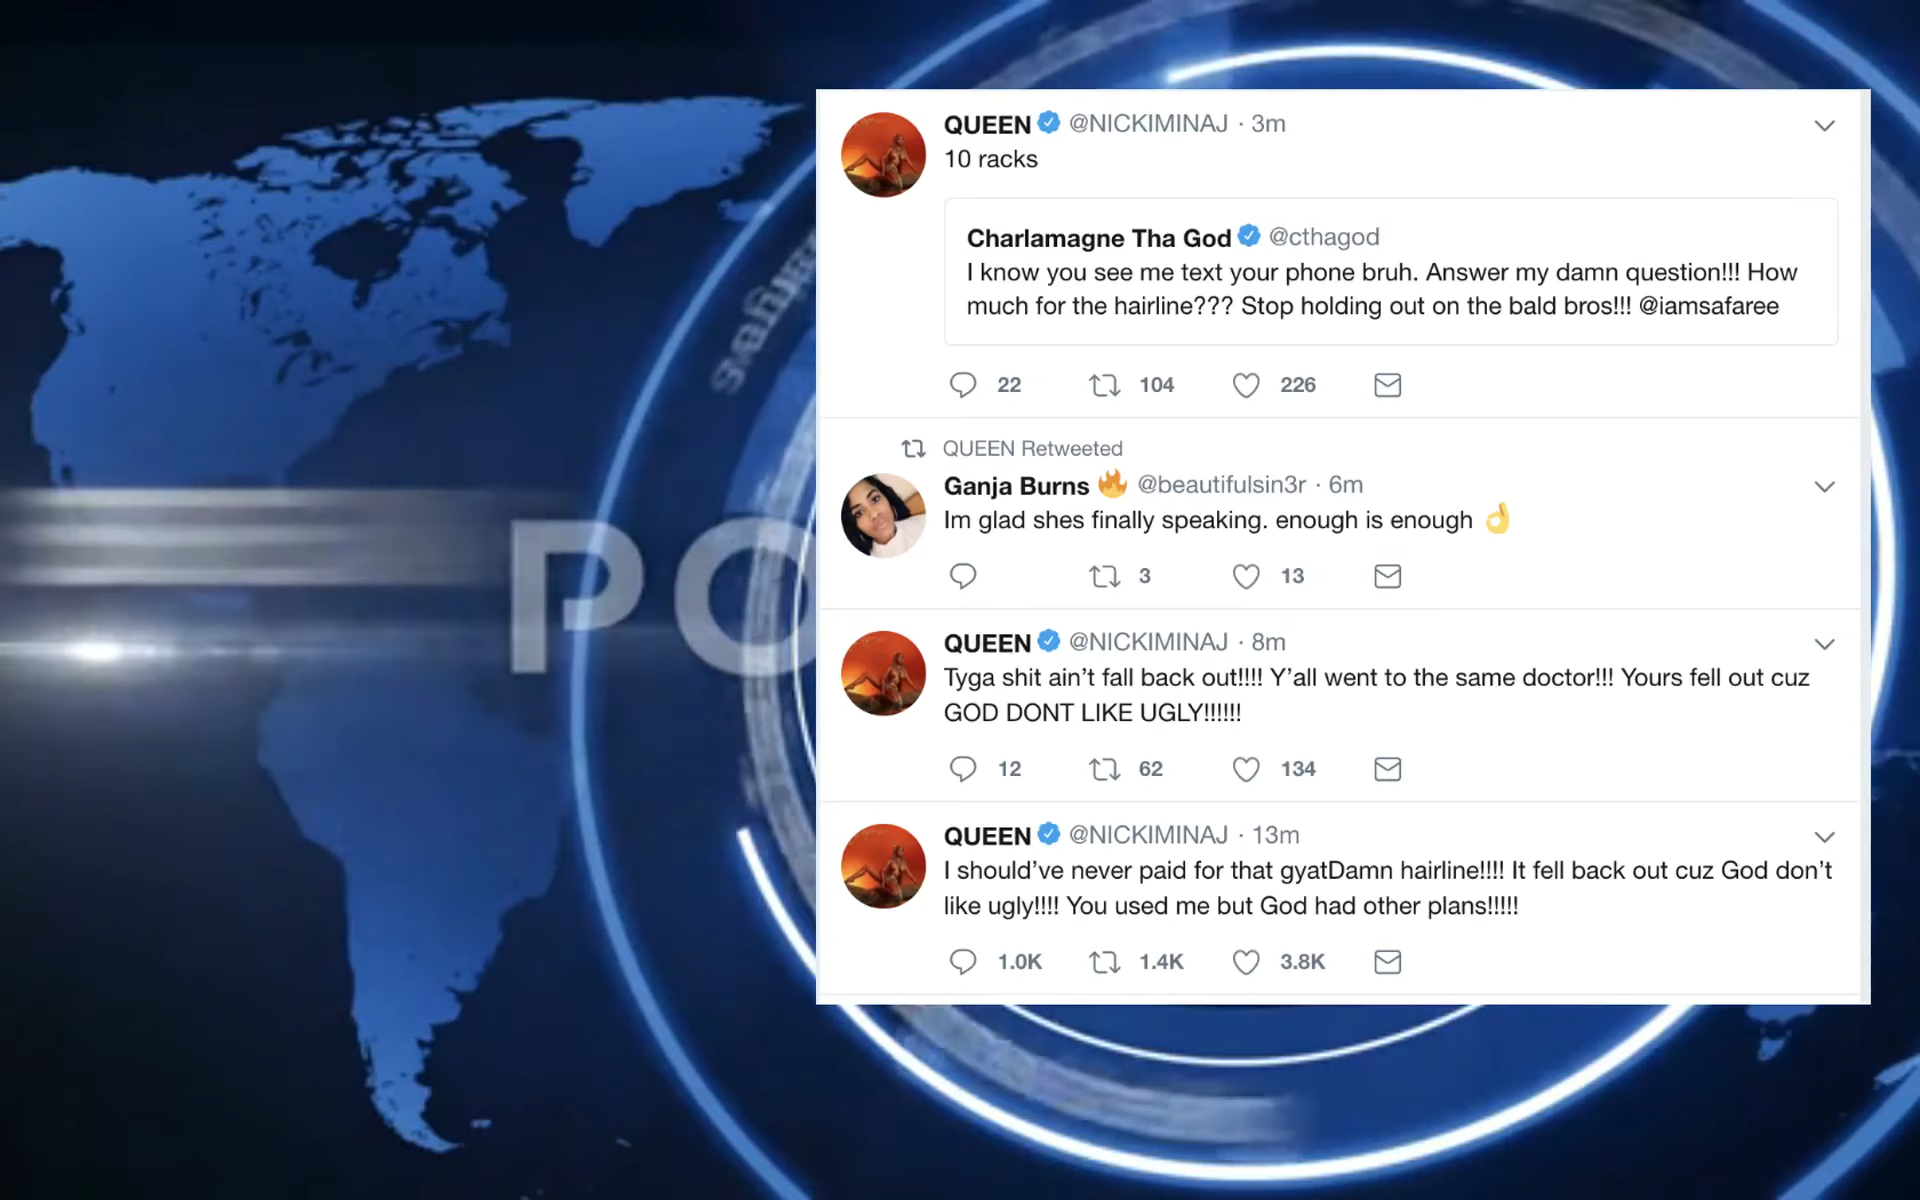 QUEEN @NICKIMINAJ · 3m
10 racks
Charlamagne Tha God @cthagod
I know you see me text your phone bruh. Answer my damn question!!! How
much for the hairline??? Stop holding out on the bald bros!!! @iamsafaree
22 104 226
QUEEN Retweeted
Ganja Burns 🔥 @beautifulsin3r · 6m
Im glad shes finally speaking. enough is enough 👌
3 13
QUEEN @NICKIMINAJ · 8m
Tyga shit ain’t fall back out!!!! Y’all went to the same doctor!!! Yours fell out cuz
GOD DONT LIKE UGLY!!!!!!
12 62 134
QUEEN @NICKIMINAJ · 13m
I should’ve never paid for that gyatDamn hairline!!!! It fell back out cuz God don’t
like ugly!!!! You used me but God had other plans!!!!!
1.0K 1.4K 3.8K
PO